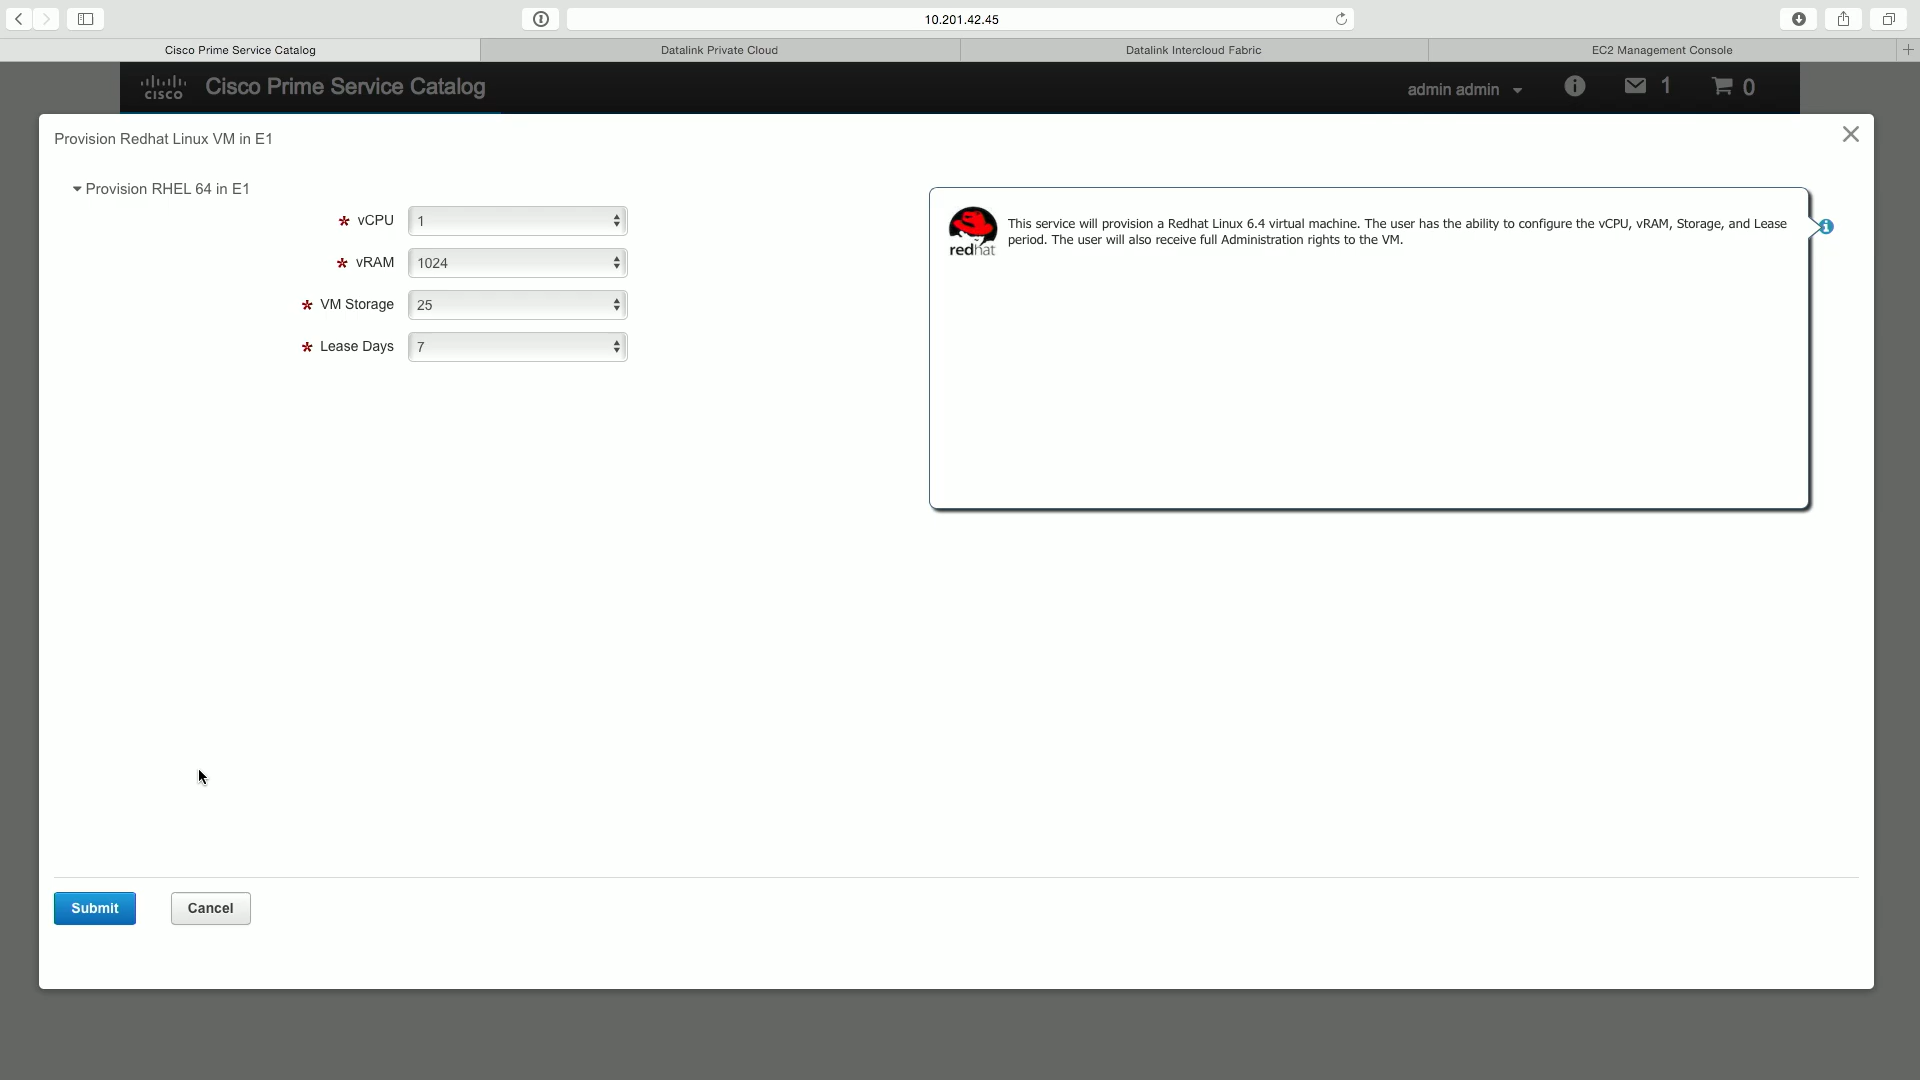 10.201.42.45
Cisco Prime Service Catalog
Datalink Private Cloud
Datalink Intercloud Fabric
EC2 Management Console
CISCO
Cisco Prime Service Catalog
admin admin
1
0
Provision Redhat Linux VM in E1
Provision RHEL 64 in E1
* vCPU 1
* vRAM 1024
* VM Storage 25
* Lease Days 7
redhat
This service will provision a Redhat Linux 6.4 virtual machine. The user has the ability to configure the vCPU, vRAM, Storage, and Lease
period. The user will also receive full Administration rights to the VM.
Submit
Cancel